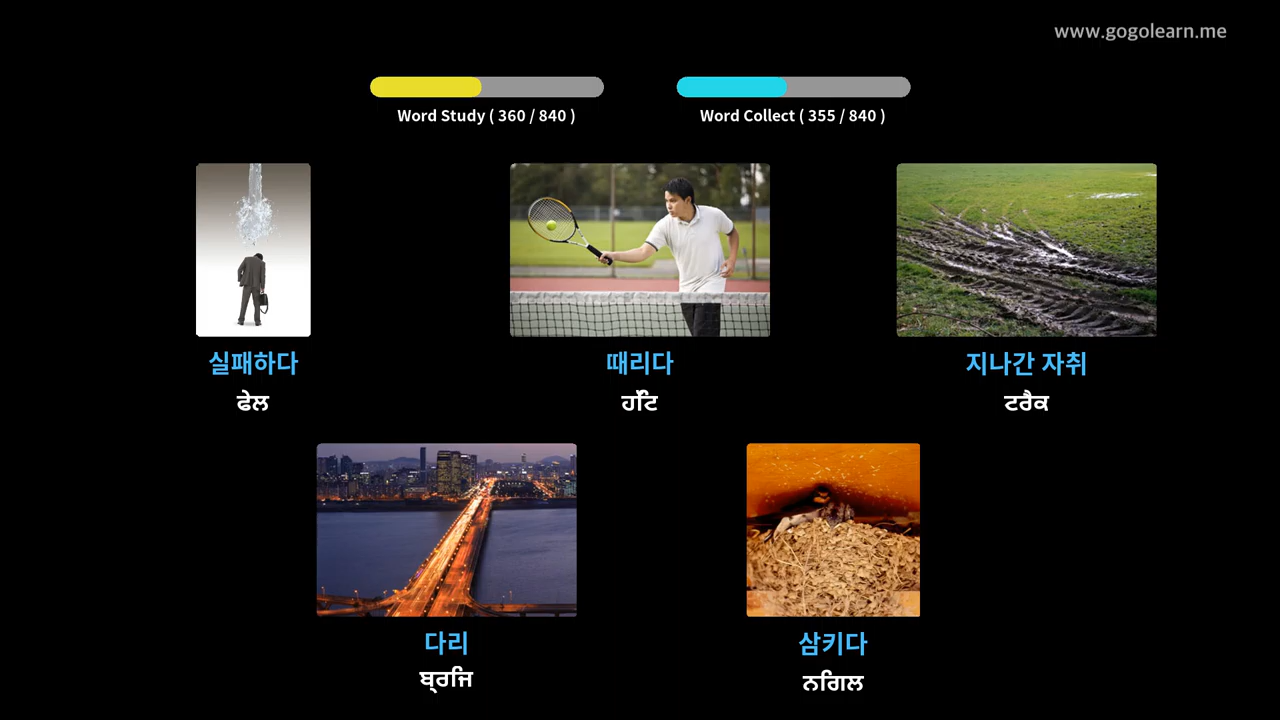 www.gogolearn.me
Word Study ( 360 / 840 )
Word Collect ( 355 / 840 )
실패하다
때리다
지나간 자취
ਫੇਲ
ਹਿੱਟ
ਟਰੈਕ
다리
삼키다
ਬ੍ਰਜਿ
ਨਗਿਲ